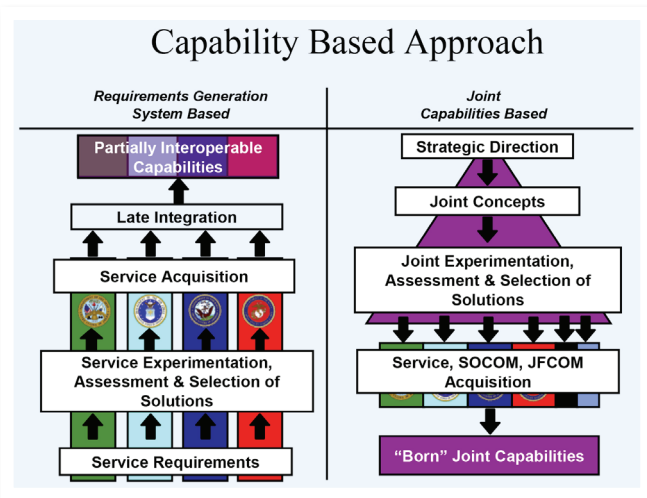 Capability Based Approach
Requirements Generation
System Based
Partially Interoperable
Capabilities
Late Integration
Service Acquisition
Service Experimentation,
Assessment & Selection of
Solutions
Service Requirements
Joint
Capabilities Based
Strategic Direction
Joint Concepts
Joint Experimentation,
Assessment & Selection of
Solutions
Service, SOCOM, JFCOM
Acquisition
“Born” Joint Capabilities